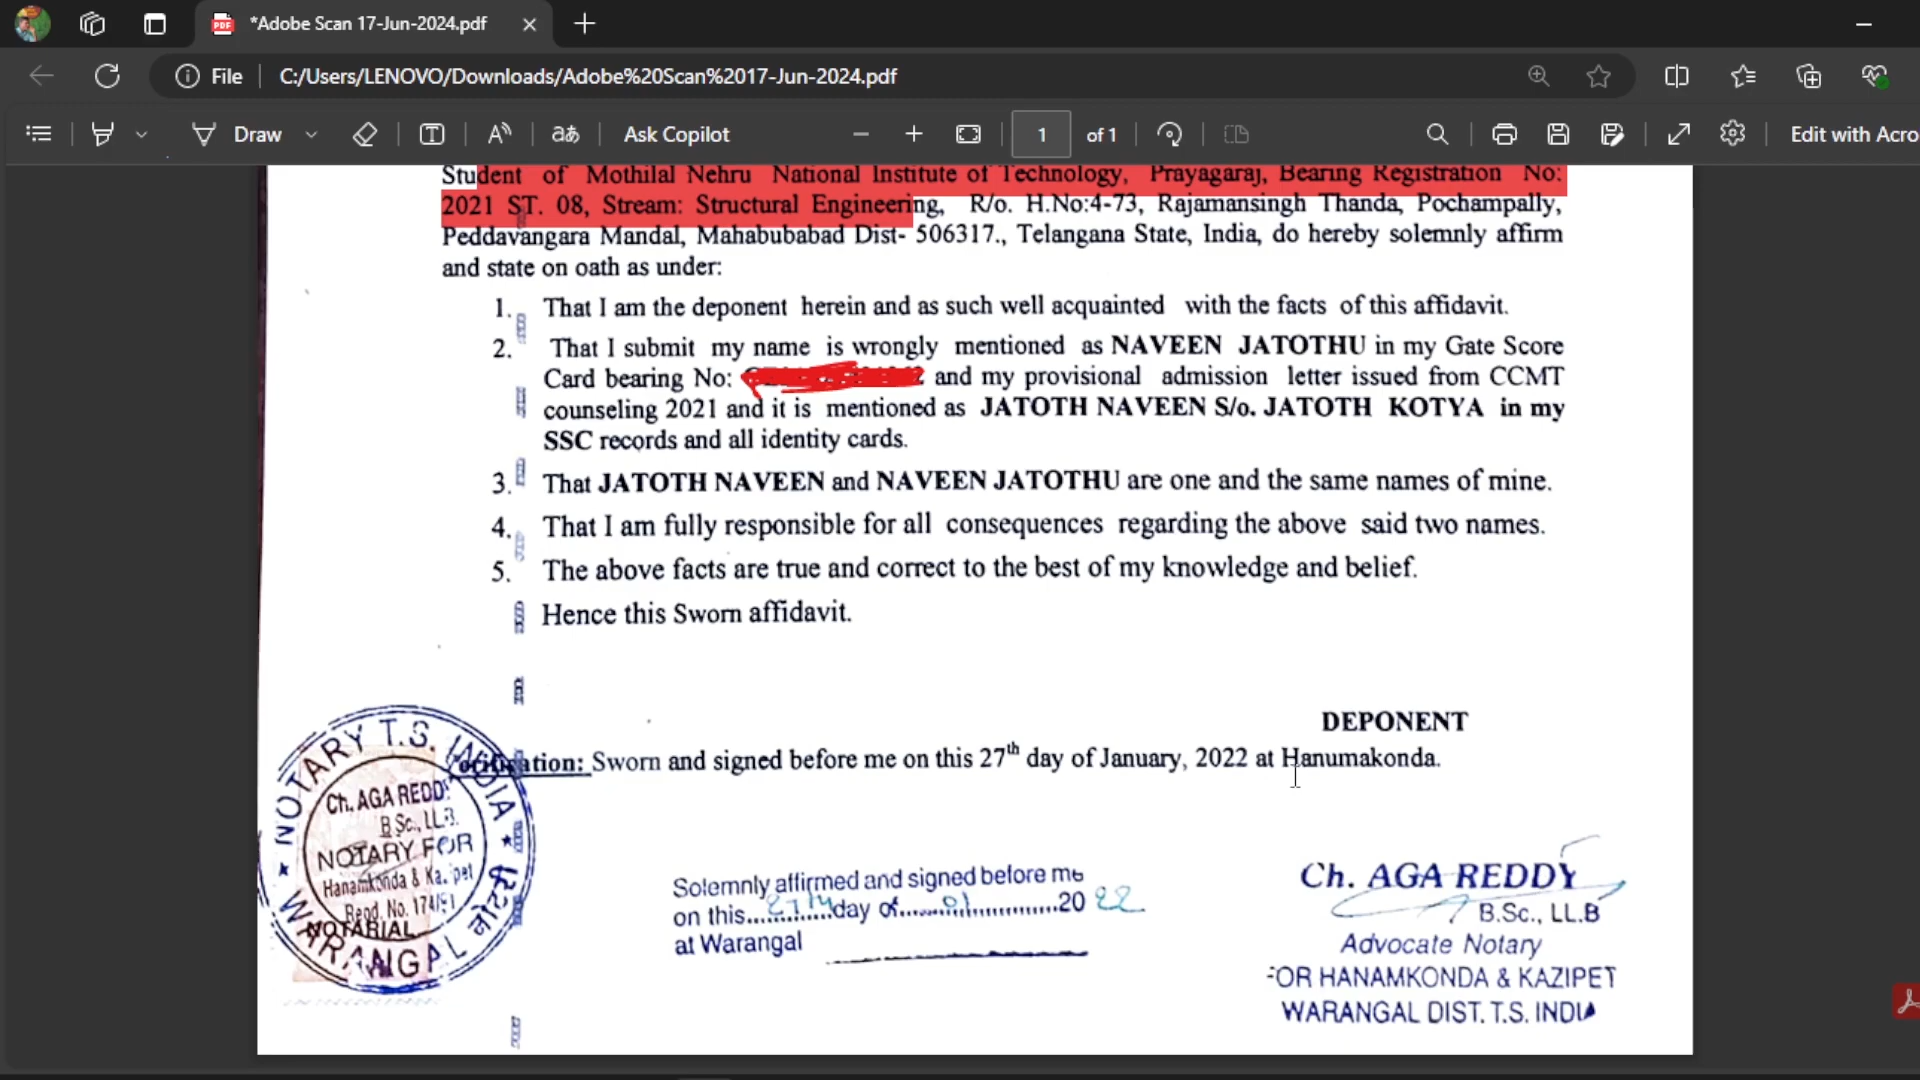 *Adobe Scan 17-Jun-2024.pdf
File
C:/Users/LENOVO/Downloads/Adobe%20Scan%2017-Jun-2024.pdf
Draw
aあ
Ask Copilot
1
of 1
Edit with Acro
Student of Mothilal Nehru National Institute of Technology, Prayagaraj, Bearing Registration No:
2021 ST. 08, Stream: Structural Engineering, R/o. H.No:4-73, Rajamansingh Thanda, Pochampally,
Peddavangara Mandal, Mahabubabad Dist- 506317., Telangana State, India, do hereby solemnly affirm
and state on oath as under:
1. That I am the deponent herein and as such well acquainted with the facts of this affidavit.
2. That I submit my name is wrongly mentioned as NAVEEN JATOTHU in my Gate Score
Card bearing No: and my provisional admission letter issued from CCMT
counseling 2021 and it is mentioned as JATOTH NAVEEN S/o. JATOTH KOTYA in my
SSC records and all identity cards.
3. That JATOTH NAVEEN and NAVEEN JATOTHU are one and the same names of mine.
4. That I am fully responsible for all consequences regarding the above said two names.
5. The above facts are true and correct to the best of my knowledge and belief.
Hence this Sworn affidavit.
DEPONENT
Sworn and signed before me on this 27th day of January, 2022 at Hanumakonda.
NOTARY T.S. INDIA
Ch. AGA REDDY
B Sc., LL.B.
NOTARY FOR
Hanamkonda &
NOTARIAL
WARANGAL
Solemnly affirmed and signed before me
on this.....27th.....day of.....01.....20 22
at Warangal
Ch. AGA REDDY
B.Sc., LL.B
Advocate Notary
FOR HANAMKONDA & KAZIPET
WARANGAL DIST. T.S. INDIA